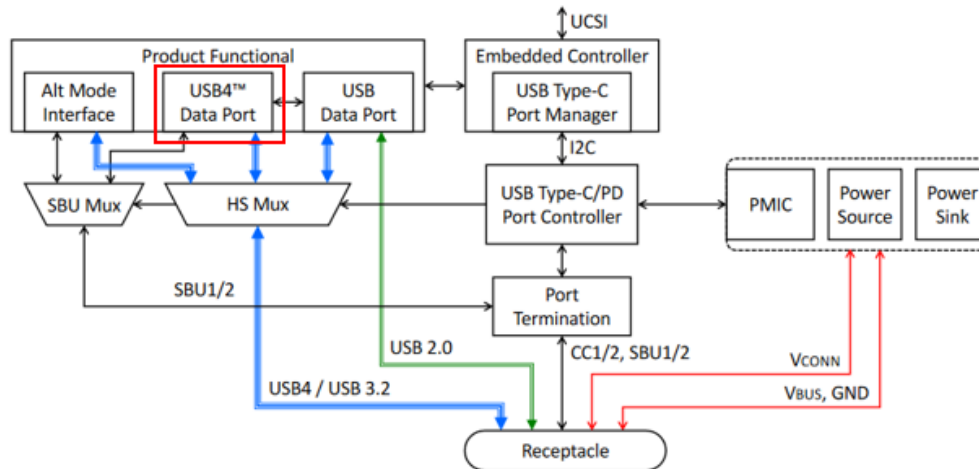 UCSI
Product Functional
Embedded Controller
Alt Mode
Interface
USB4™
Data Port
USB
Data Port
USB Type-C
Port Manager
I2C
SBU Mux
HS Mux
USB Type-C/PD
Port Controller
PMIC
Power
Source
Power
Sink
SBU1/2
Port
Termination
USB 2.0
CC1/2, SBU1/2
VCONN
USB4 / USB 3.2
VBUS, GND
Receptacle